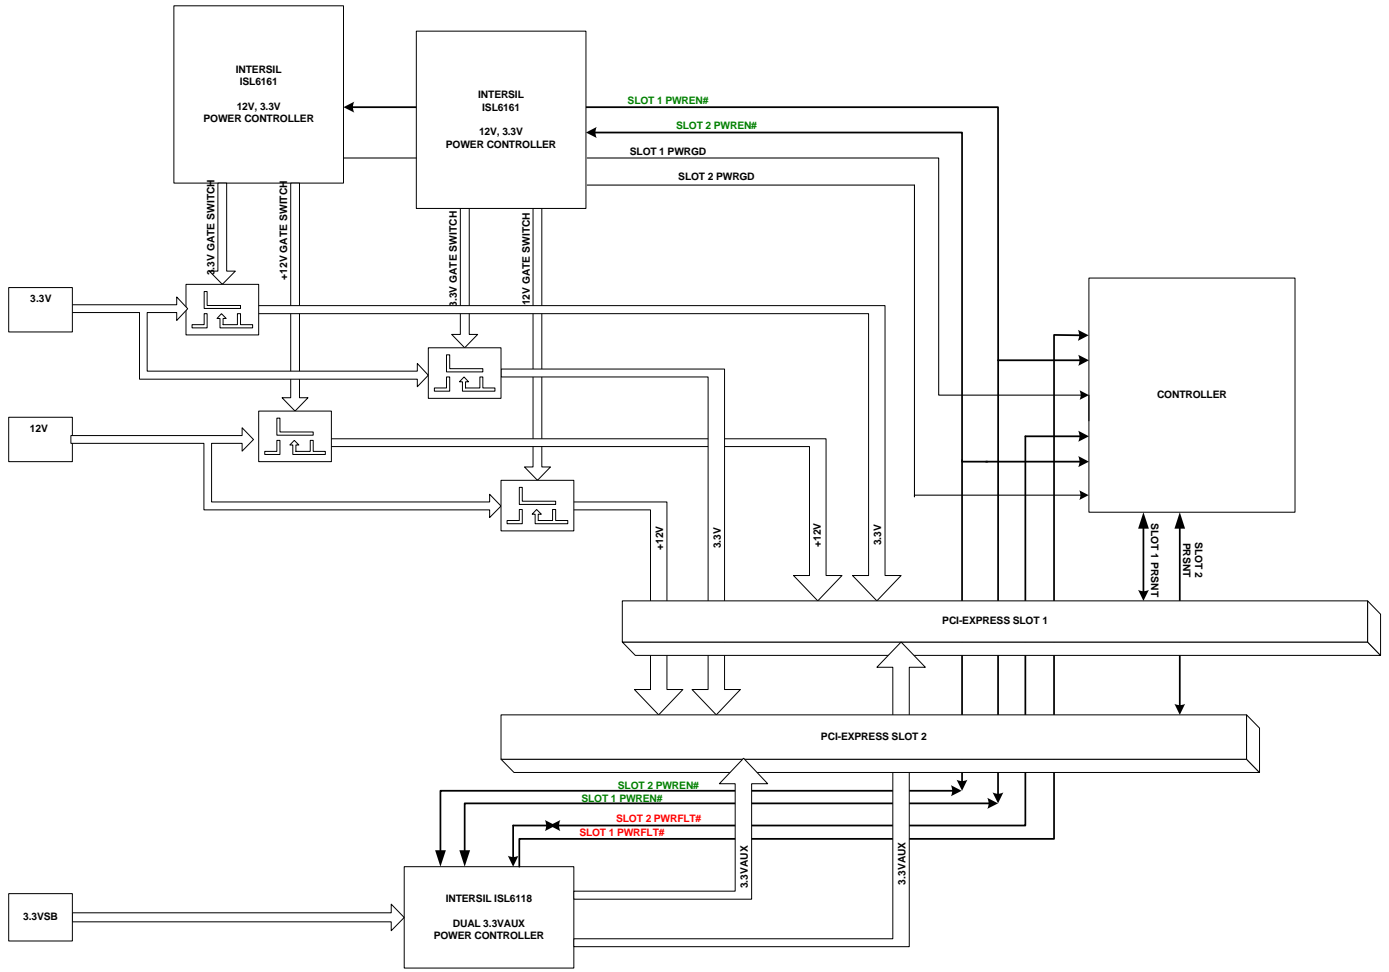 INTERSIL
ISL6161
12V, 3.3V
POWER CONTROLLER
INTERSIL
ISL6161
12V, 3.3V
POWER CONTROLLER
SLOT 1 PWREN#
SLOT 2 PWREN#
SLOT 1 PWRGD
SLOT 2 PWRGD
3.3V GATE SWITCH
+12V GATE SWITCH
3.3V GATE SWITCH
12V GATE SWITCH
3.3V
12V
CONTROLLER
+12V
3.3V
+12V
3.3V
SLOT 1 PRSNT
SLOT 2
PRSNT
PCI-EXPRESS SLOT 1
PCI-EXPRESS SLOT 2
SLOT 2 PWREN#
SLOT 1 PWREN#
SLOT 2 PWRFLT#
SLOT 1 PWRFLT#
3.3VAUX
3.3VAUX
3.3VSB
INTERSIL ISL6118
DUAL 3.3VAUX
POWER CONTROLLER